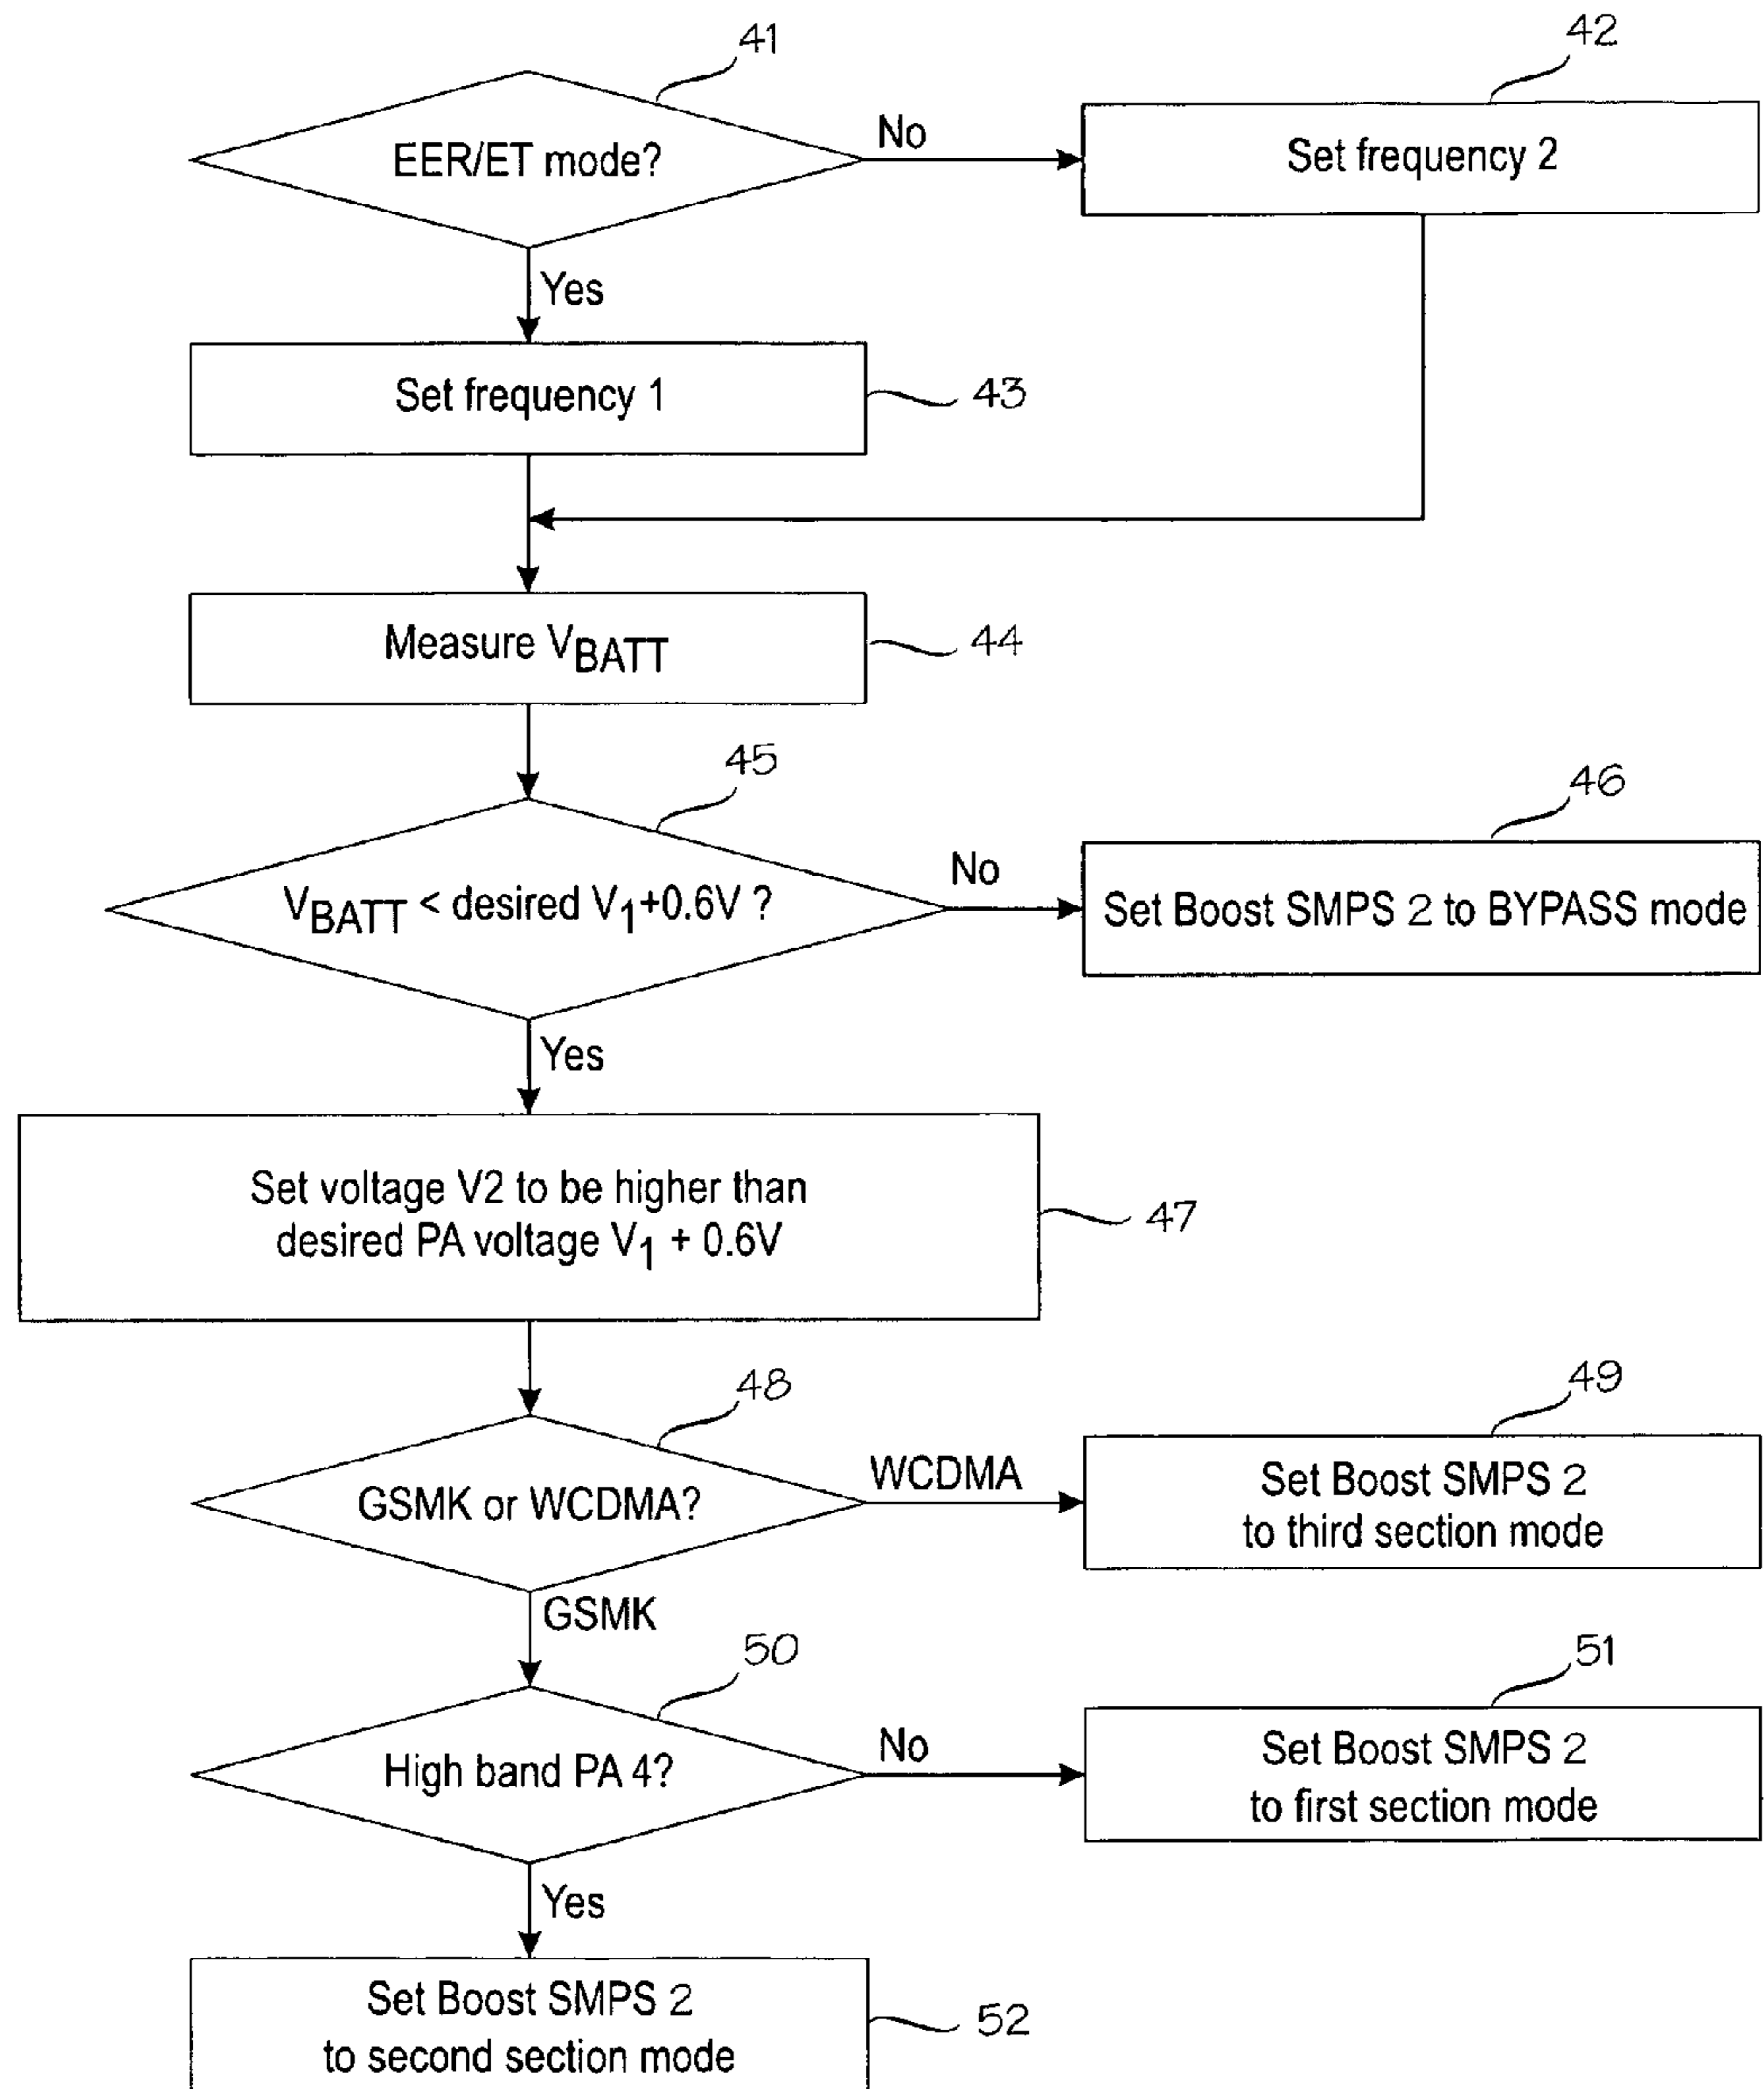 41
42
EER/ET mode?
No
Set frequency 2
Yes
Set frequency 1
43
Measure VBATT
44
45
46
VBATT < desired V1+0.6V ?
No
Set Boost SMPS 2 to BYPASS mode
Yes
Set voltage V2 to be higher than
desired PA voltage V1 + 0.6V
47
48
49
GSMK or WCDMA?
WCDMA
Set Boost SMPS 2
to third section mode
GSMK
50
51
High band PA 4?
No
Set Boost SMPS 2
to first section mode
Yes
Set Boost SMPS 2
to second section mode
52